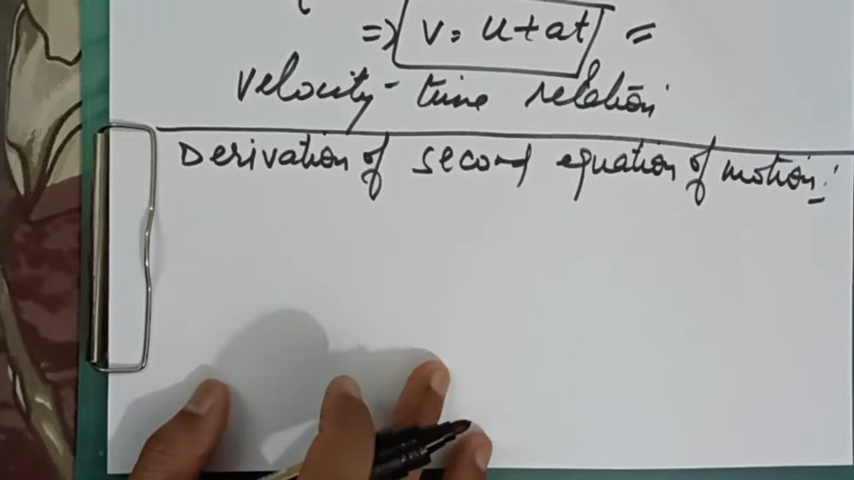 => v = u + at =
velocity - time relation
Derivation of second equation of motion: